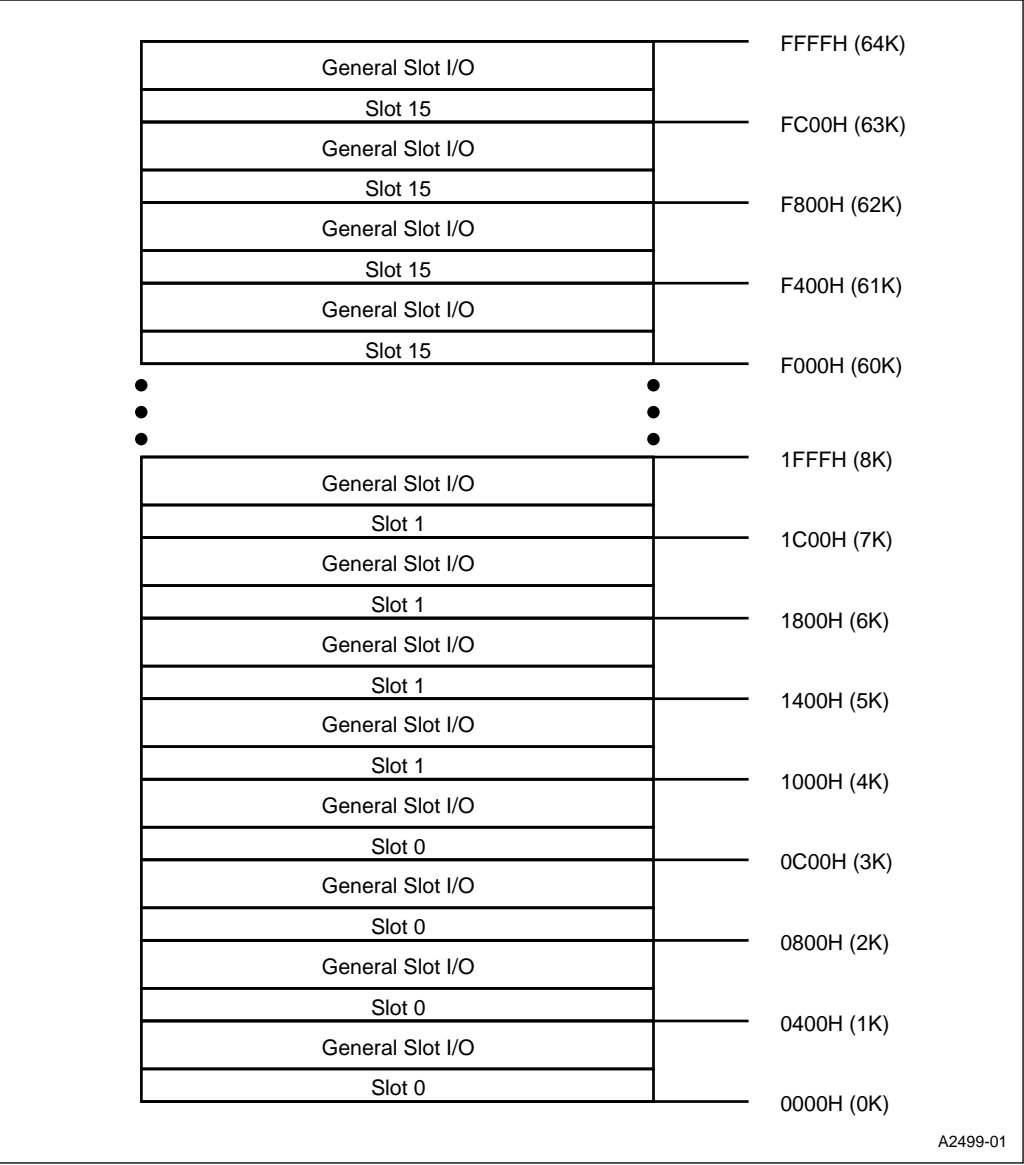 FFFFH (64K)
General Slot I/O
Slot 15
FC00H (63K)
General Slot I/O
Slot 15
F800H (62K)
General Slot I/O
Slot 15
F400H (61K)
General Slot I/O
Slot 15
F000H (60K)
1FFFH (8K)
General Slot I/O
Slot 1
1C00H (7K)
General Slot I/O
Slot 1
1800H (6K)
General Slot I/O
Slot 1
1400H (5K)
General Slot I/O
Slot 1
1000H (4K)
General Slot I/O
Slot 0
0C00H (3K)
General Slot I/O
Slot 0
0800H (2K)
General Slot I/O
Slot 0
0400H (1K)
General Slot I/O
Slot 0
0000H (0K)
A2499-01